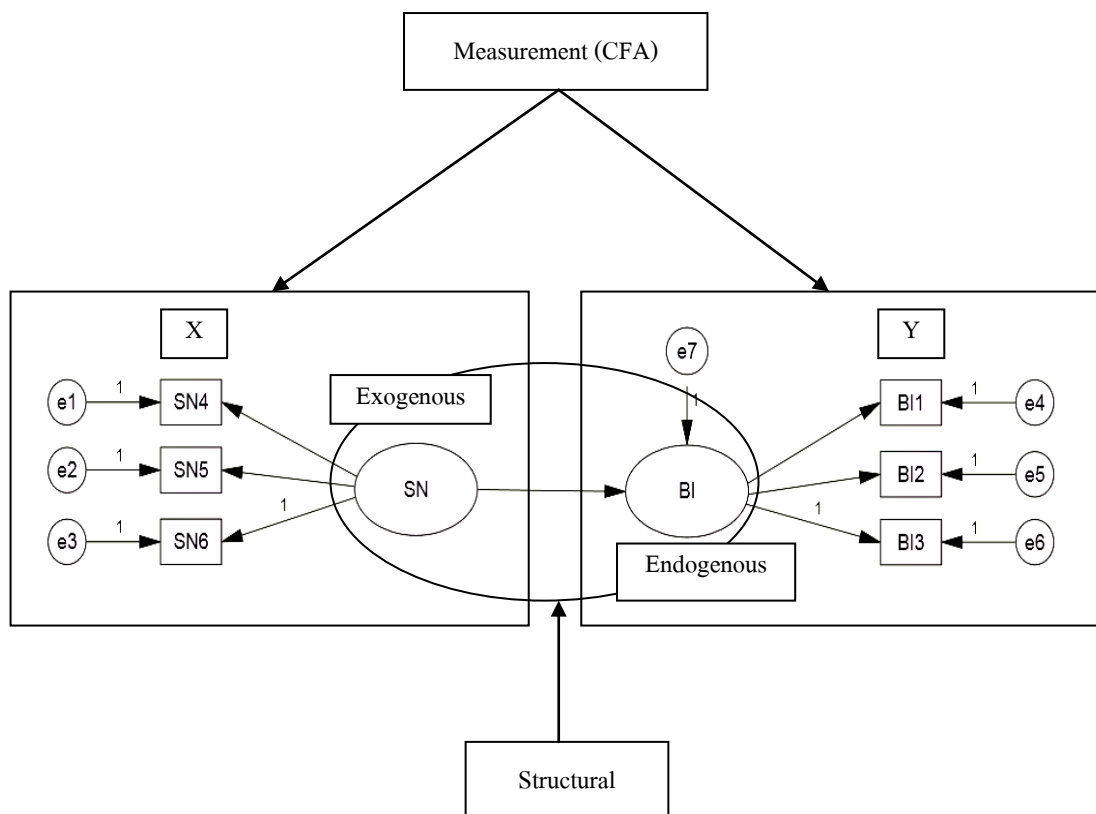 Measurement (CFA)
X
Y
e7
Exogenous
1
e1
1
SN4
BI1
1
e4
e2
1
SN5
SN
BI
BI2
1
e5
1
1
e3
1
SN6
BI3
1
e6
Endogenous
Structural